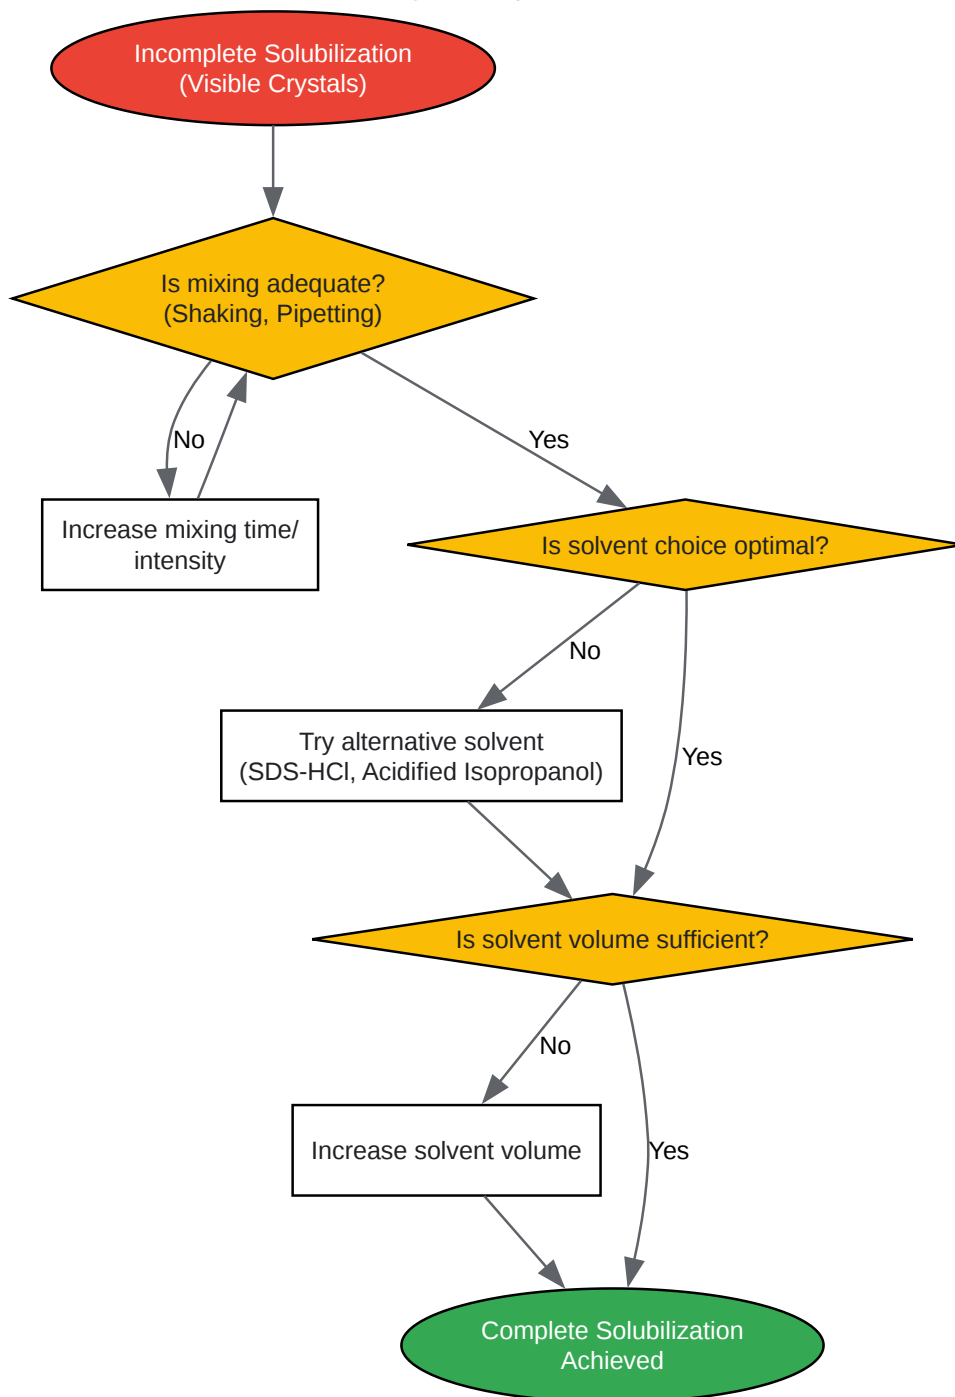 Incomplete Solubilization
(Visible Crystals)
Is mixing adequate?
(Shaking, Pipetting)
No
Yes
Increase mixing time/
intensity
Is solvent choice optimal?
No
Try alternative solvent
(SDS-HCl, Acidified Isopropanol)
Yes
Is solvent volume sufficient?
No
Increase solvent volume
Yes
Complete Solubilization
Achieved